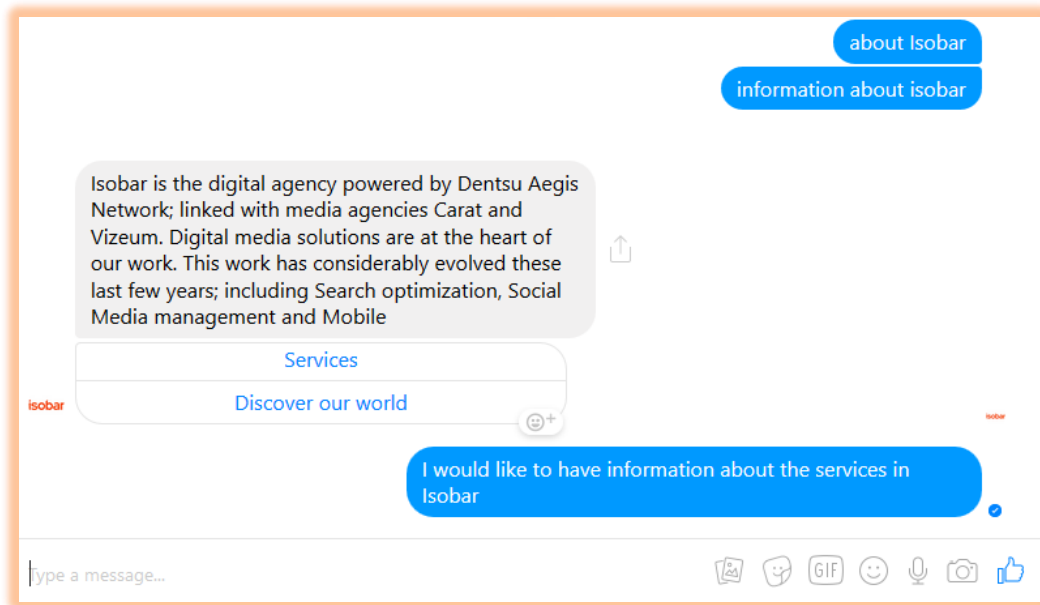 about Isobar
information about isobar
Isobar is the digital agency powered by Dentsu Aegis
Network; linked with media agencies Carat and
Vizeum. Digital media solutions are at the heart of
our work. This work has considerably evolved these
last few years; including Search optimization, Social
Media management and Mobile
Services
Discover our world
isobar
isobar
I would like to have information about the services in
Isobar
Type a message...
GIF